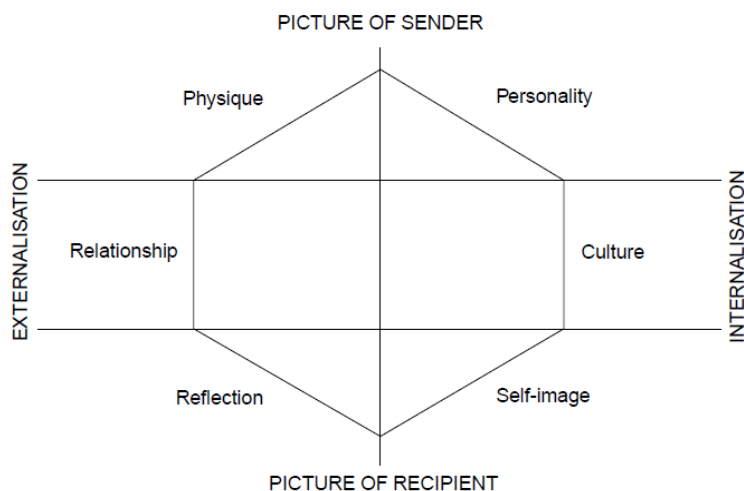 PICTURE OF SENDER
Physique
Personality
EXTERNALISATION
Relationship
Culture
INTERNALISATION
Reflection
Self-image
PICTURE OF RECIPIENT